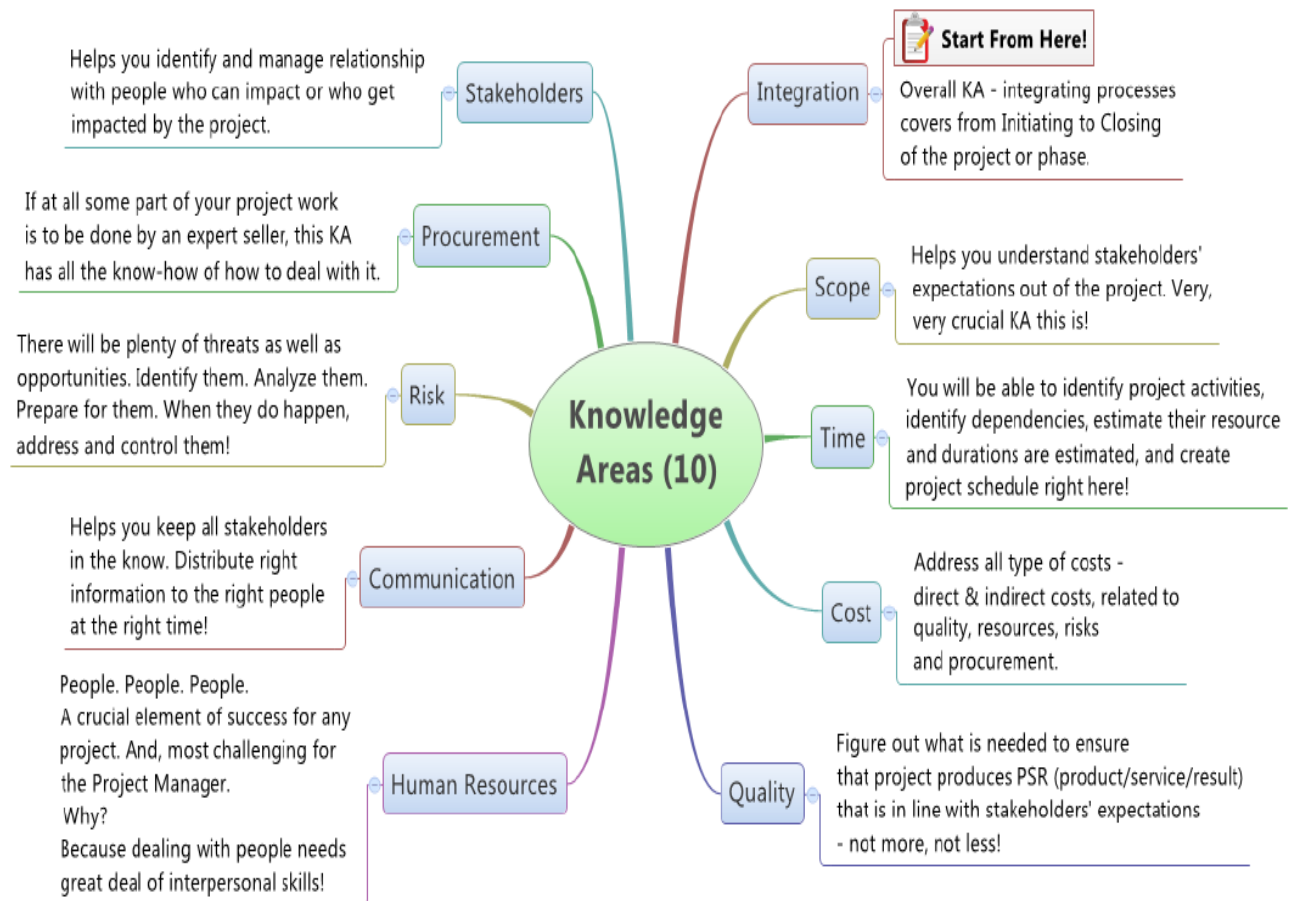 Knowledge
Areas (10)
Integration
Start From Here!
Overall KA - integrating processes
covers from Initiating to Closing
of the project or phase.
Scope
Helps you understand stakeholders'
expectations out of the project. Very,
very crucial KA this is!
Time
You will be able to identify project activities,
identify dependencies, estimate their resource
and durations are estimated, and create
project schedule right here!
Cost
Address all type of costs -
direct & indirect costs, related to
quality, resources, risks
and procurement.
Quality
Figure out what is needed to ensure
that project produces PSR (product/service/result)
that is in line with stakeholders' expectations
- not more, not less!
Human Resources
People. People. People.
A crucial element of success for any
project. And, most challenging for
the Project Manager.
Why?
Because dealing with people needs
great deal of interpersonal skills!
Communication
Helps you keep all stakeholders
in the know. Distribute right
information to the right people
at the right time!
Risk
There will be plenty of threats as well as
opportunities. Identify them. Analyze them.
Prepare for them. When they do happen,
address and control them!
Procurement
If at all some part of your project work
is to be done by an expert seller, this KA
has all the know-how of how to deal with it.
Stakeholders
Helps you identify and manage relationship
with people who can impact or who get
impacted by the project.